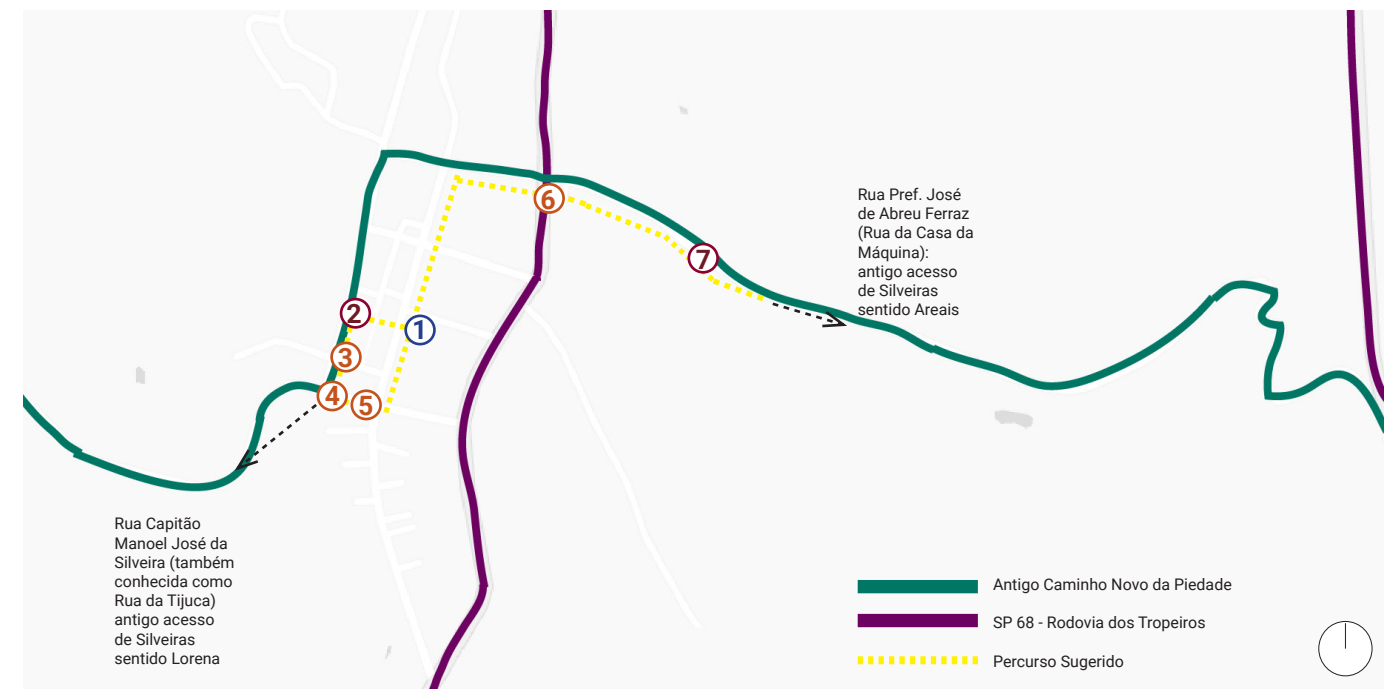 Rua Pref. José
de Abreu Ferraz
(Rua da Casa da
Máquina):
antigo acesso
de Silveiras
sentido Areais
6
7
2
1
3
4
5
Rua Capitão
Manoel José da
Silveira (também
conhecida como
Rua da Tijuca)
antigo acesso
de Silveiras
sentido Lorena
Antigo Caminho Novo da Piedade
SP 68 - Rodovia dos Tropeiros
Percurso Sugerido